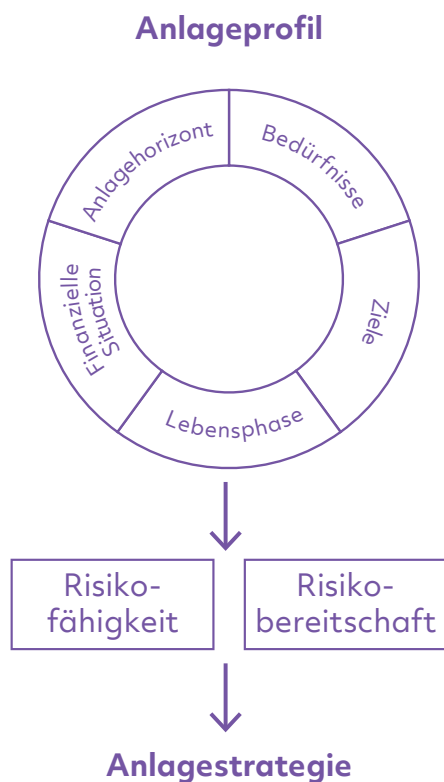 Anlageprofil
Anlagehorizont
Bedürfnisse
Ziele
Lebensphase
Finanzielle
Situation
Risiko-
fähigkeit
Risiko-
bereitschaft
Anlagestrategie